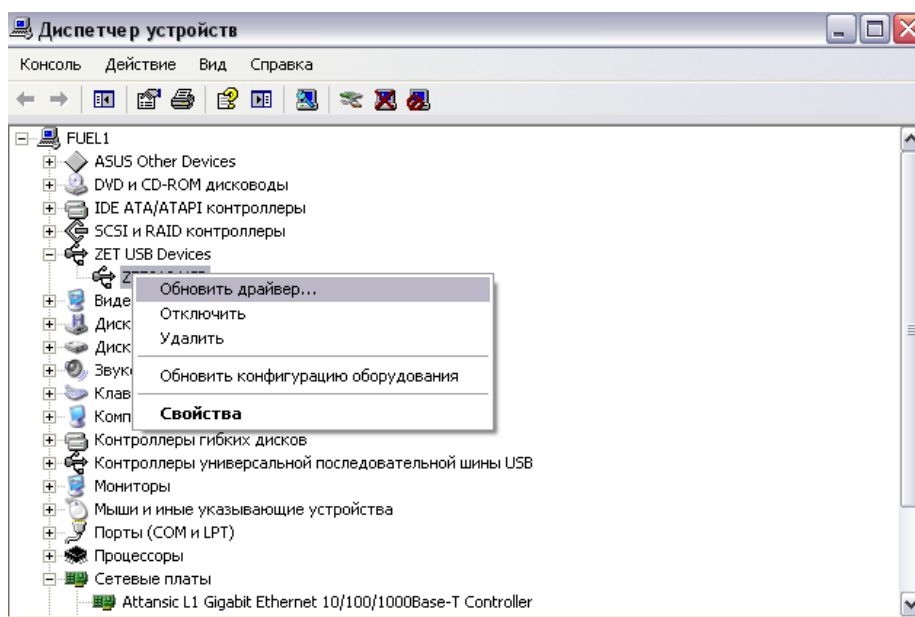 Диспетчер устройств
Консоль Действие Вид Справка
FUEL1
ASUS Other Devices
DVD и CD-ROM дисководы
IDE ATA/ATAPI контроллеры
SCSI и RAID контроллеры
ZET USB Devices
Обновить драйвер...
Отключить
Удалить
Обновить конфигурацию оборудования
Свойства
Виде
Диск
Диск
Звук
Клав
Комп
Контроллеры гибких дисков
Контроллеры универсальной последовательной шины USB
Мониторы
Мыши и иные указывающие устройства
Порты (COM и LPT)
Процессоры
Сетевые платы
Attansic L1 Gigabit Ethernet 10/100/1000Base-T Controller